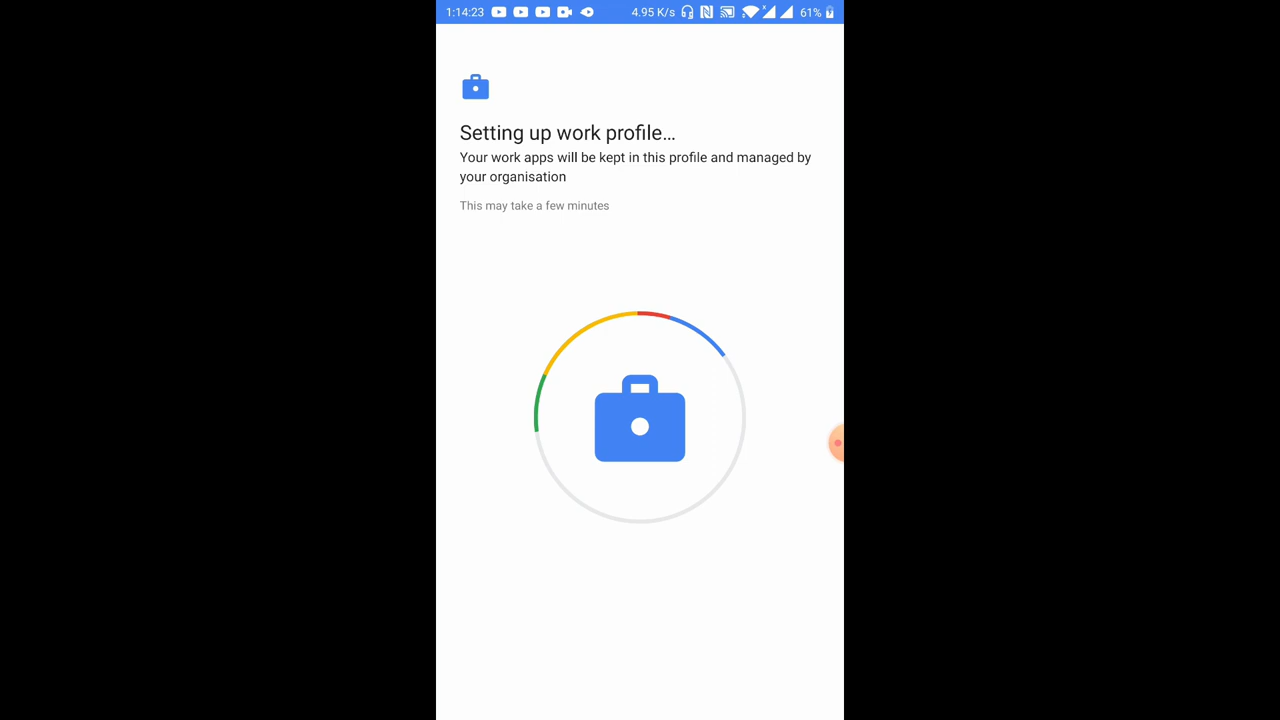 1:14:23 4.95 K/s 61%
Setting up work profile...
Your work apps will be kept in this profile and managed by
your organisation
This may take a few minutes